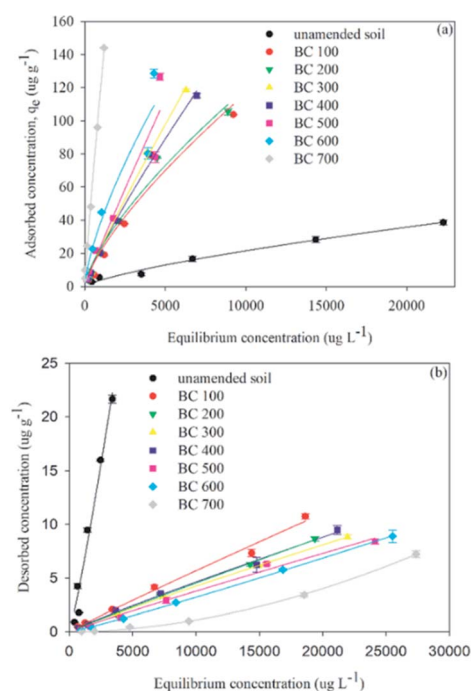 (a)
Adsorbed concentration, qe (ug g-1)
160
140
120
100
80
60
40
20
0
unamended soil
BC 100
BC 200
BC 300
BC 400
BC 500
BC 600
BC 700
0 5000 10000 15000 20000
Equilibrium concentration (ug L-1)
(b)
Desorbed concentration (ug g-1)
25
20
15
10
5
0
unamended soil
BC 100
BC 200
BC 300
BC 400
BC 500
BC 600
BC 700
0 5000 10000 15000 20000 25000 30000
Equilibrium concentration (ug L-1)